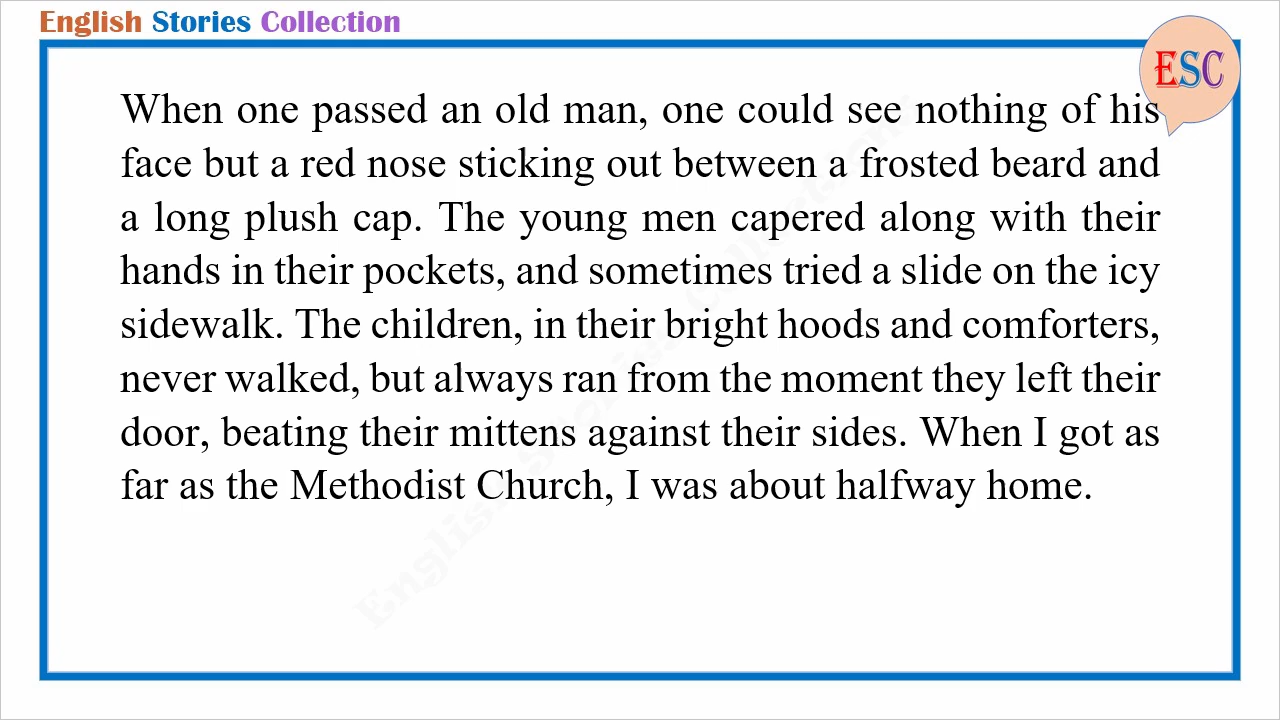 English Stories Collection
ESC
When one passed an old man, one could see nothing of his
face but a red nose sticking out between a frosted beard and
a long plush cap. The young men capered along with their
hands in their pockets, and sometimes tried a slide on the icy
sidewalk. The children, in their bright hoods and comforters,
never walked, but always ran from the moment they left their
door, beating their mittens against their sides. When I got as
far as the Methodist Church, I was about halfway home.
English Stories Collection